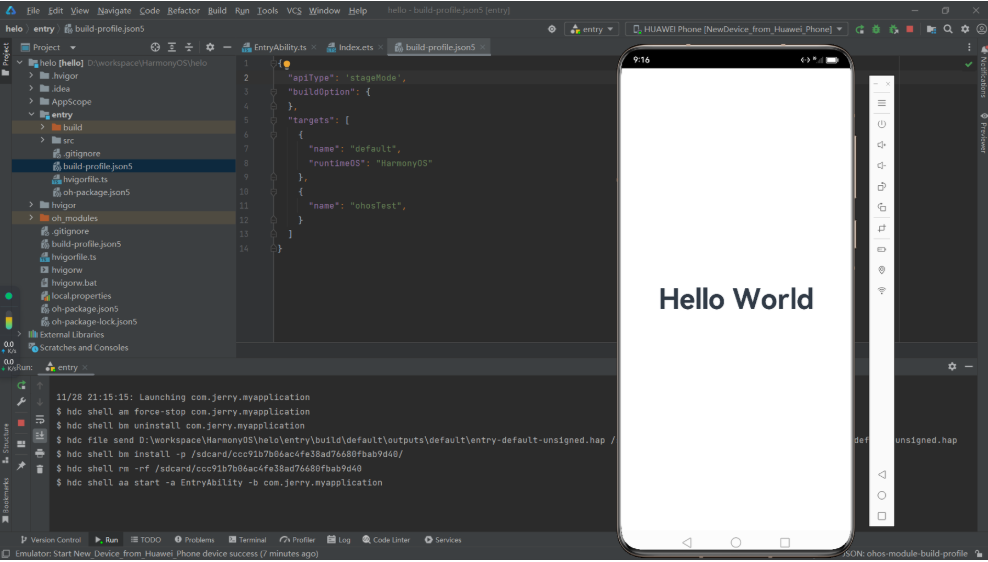 File Edit View Navigate Code Refactor Build Run Tools VCS Window Help hello - build-profile.json5 [entry]
helo entry build-profile.json5
entry
HUAWEI Phone [NewDevice_from_Huawei_Phone]
Project
Project
EntryAbility.ts
Index.ets
build-profile.json5
Notifications
Previewer
helo [hello] D:\workspace\HarmonyOS\helo
.hvigor
.idea
AppScope
entry
build
src
.gitignore
build-profile.json5
hvigorfile.ts
oh-package.json5
hvigor
oh_modules
.gitignore
build-profile.json5
hvigorfile.ts
hvigorw
hvigorw.bat
local.properties
oh-package.json5
oh-package-lock.json5
External Libraries
Scratches and Consoles
0.0
K/s
0.0
K/s
1 {
2 "apiType": 'stageMode',
3 "buildOption": {
4 },
5 "targets": [
6 {
7 "name": "default",
8 "runtimeOS": "HarmonyOS"
9 },
10 {
11 "name": "ohosTest",
12 }
13 ]
14 }
9:16
Hello World
Run:
entry
11/28 21:15:15: Launching com.jerry.myapplication
$ hdc shell am force-stop com.jerry.myapplication
$ hdc shell bm uninstall com.jerry.myapplication
$ hdc file send D:\workspace\HarmonyOS\helo\entry\build\default\outputs\default\entry-default-unsigned.hap / def unsigned.hap
$ hdc shell bm install -p /sdcard/ccc91b7b06ac4fe38ad76680fbab9d40/
$ hdc shell rm -rf /sdcard/ccc91b7b06ac4fe38ad76680fbab9d40
$ hdc shell aa start -a EntryAbility -b com.jerry.myapplication
Structure
Bookmarks
Version Control Run TODO Problems Terminal Profiler Log Code Linter Services
Emulator: Start New_Device_from_Huawei_Phone device success (7 minutes ago)
JSON: ohos-module-build-profile